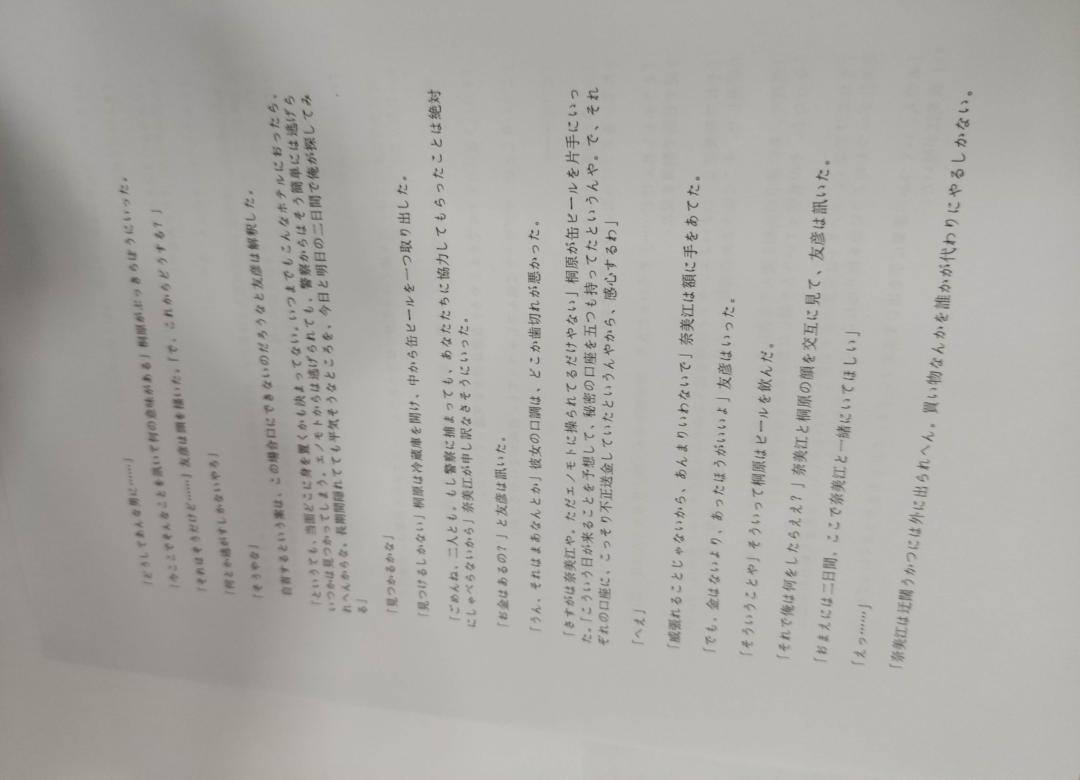 「どうしてあんな男に……」
「今ここでそんなことを訊いて何の意味がある」桐原がぶっきらぼうにいった。
「それはそうだけど……」友彦は頭を掻いた。「で、これからどうする？」
「何とか逃がすしかないやろ」
「そうやな」
自首するという案は、この場合口にできないのだろうなと友彦は解釈した。
「というても、当面どこに身を置くかも決まってない。いつまでもこんなホテルにおったら、
いつかは見つかってしまう。エノモトからは逃げられても、警察からはそう簡単には逃げら
れへんからな。長期間隠れてても平気そうなところを、今日と明日の二日間で俺が探してみ
る」
「見つかるかな」
「見つけるしかない」桐原は冷蔵庫を開け、中から缶ビールを一つ取り出した。
「ごめんね、二人とも。もし警察に捕まっても、あなたたちに協力してもらったことは絶対
にしゃべらないから」奈美江が申し訳なさそうにいった。
「お金はあるの？」と友彦は訊いた。
「うん、それはまあなんとか」彼女の口調は、どこか歯切れが悪かった。
「さすがは奈美江や。ただエノモトに操られてるだけやない」桐原が缶ビールを片手にいっ
た。「こういう日が来ることを予想して、秘密の口座を五つも持ってたというんや。で、それ
ぞれの口座に、こっそり不正送金していたというんやから、感心するわ」
「へえ」
「威張れることじゃないから、あんまりいわないで」奈美江は額に手をあてた。
「でも、金はないより、あったほうがいいよ」友彦はいった。
「そういうことや」そういって桐原はビールを飲んだ。
「それで俺は何をしたらええ？」奈美江と桐原の顔を交互に見て、友彦は訊いた。
「おまえには二日間、ここで奈美江と一緒にいてほしい」
「えっ……」
「奈美江は迂闊うかつには外に出られへん。買い物なんかを誰かが代わりにやるしかない。